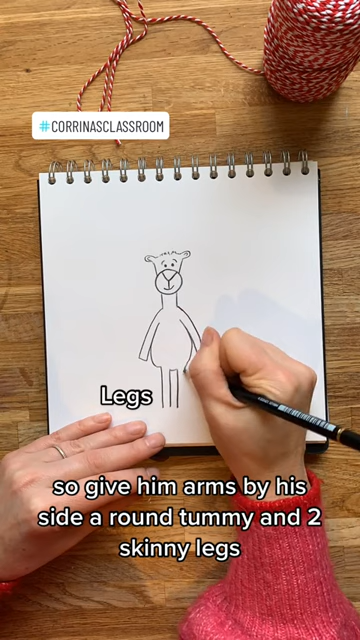 #CORRINASCLASSROOM
Legs
so give him arms by his
side a round tummy and 2
skinny legs